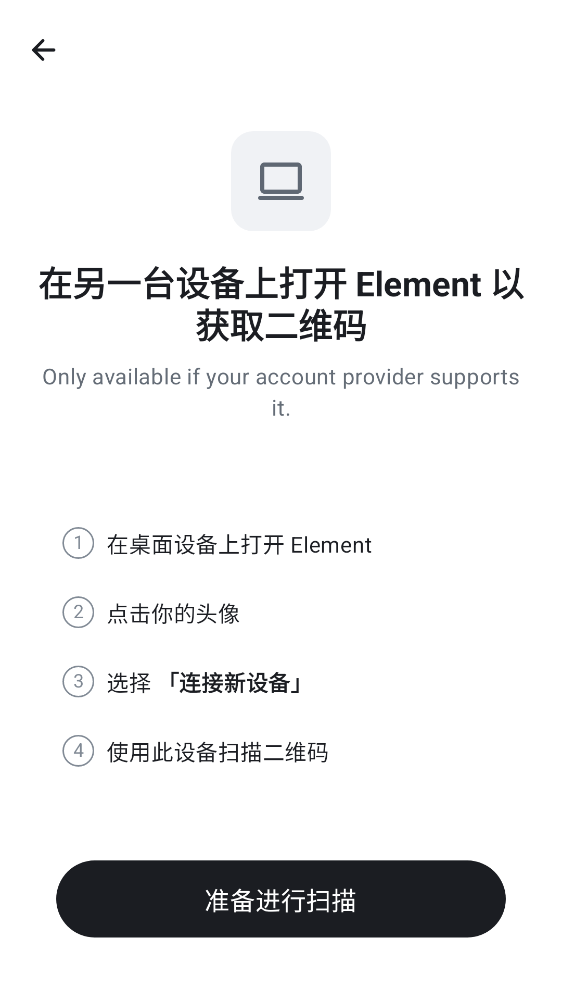 在另一台设备上打开 Element 以
获取二维码
Only available if your account provider supports
it.
1 在桌面设备上打开 Element
2 点击你的头像
3 选择 「连接新设备」
4 使用此设备扫描二维码
准备进行扫描